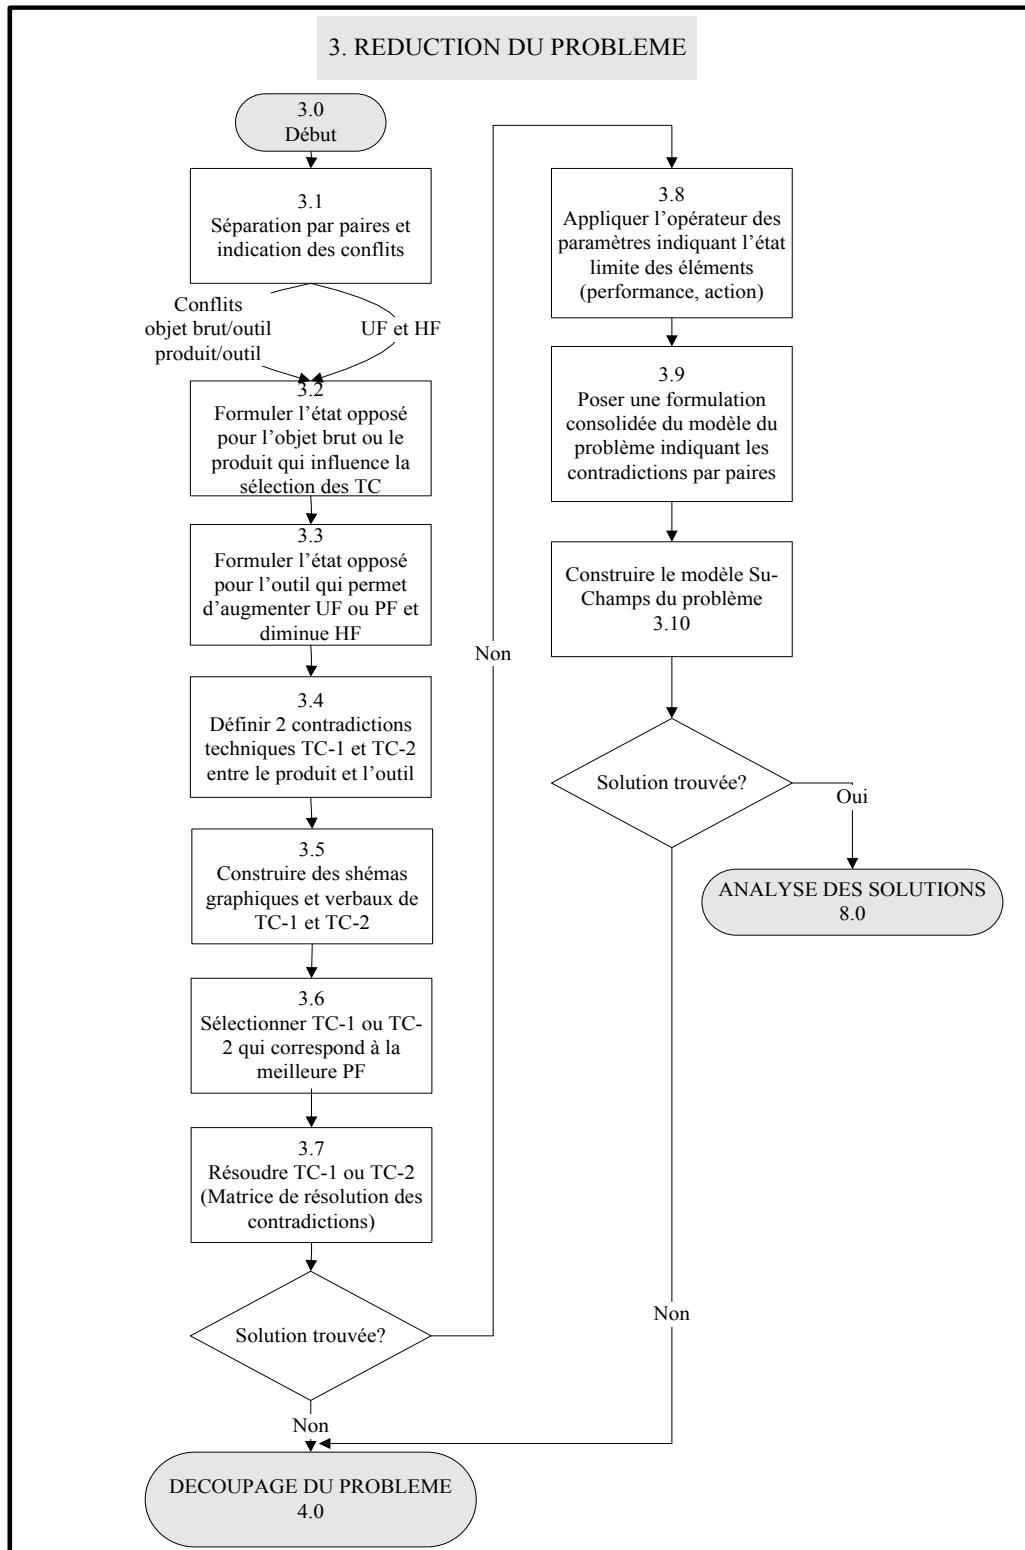 3. REDUCTION DU PROBLEME
3.0
Début
3.1
Séparation par paires et
indication des conflits
Conflits
objet brut/outil
produit/outil
UF et HF
3.2
Formuler l’état opposé
pour l’objet brut ou le
produit qui influence la
sélection des TC
3.3
Formuler l’état opposé
pour l’outil qui permet
d’augmenter UF ou PF et
diminue HF
3.4
Définir 2 contradictions
techniques TC-1 et TC-2
entre le produit et l’outil
3.5
Construire des shémas
graphiques et verbaux de
TC-1 et TC-2
3.6
Sélectionner TC-1 ou TC-
2 qui correspond à la
meilleure PF
3.7
Résoudre TC-1 ou TC-2
(Matrice de résolution des
contradictions)
Solution trouvée?
Non
Non
DECOUPAGE DU PROBLEME
4.0
3.8
Appliquer l’opérateur des
paramètres indiquant l’état
limite des éléments
(performance, action)
3.9
Poser une formulation
consolidée du modèle du
problème indiquant les
contradictions par paires
Construire le modèle Su-
Champs du problème
3.10
Solution trouvée?
Oui
ANALYSE DES SOLUTIONS
8.0
Non